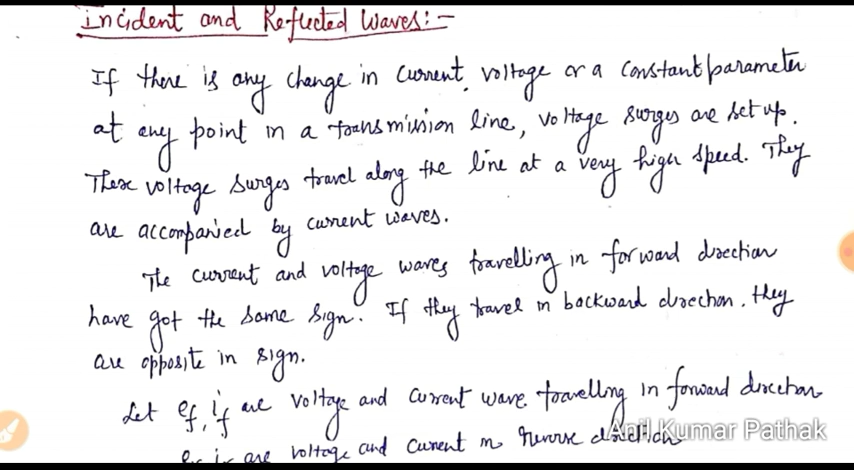 incident and Reflected Waves:-
If there is any change in current, voltage or a constant parameter
at any point in a transmission line, voltage surges are set up.
These voltage surges travel along the line at a very high speed. They
are accompanied by current waves.
The current and voltage waves travelling in forward direction
have got the same sign. If they travel in backward direction, they
are opposite in sign.
Let ef, if are voltage and current wave travelling in forward direction
er ir are voltage and current in reverse direction
Anil Kumar Pathak